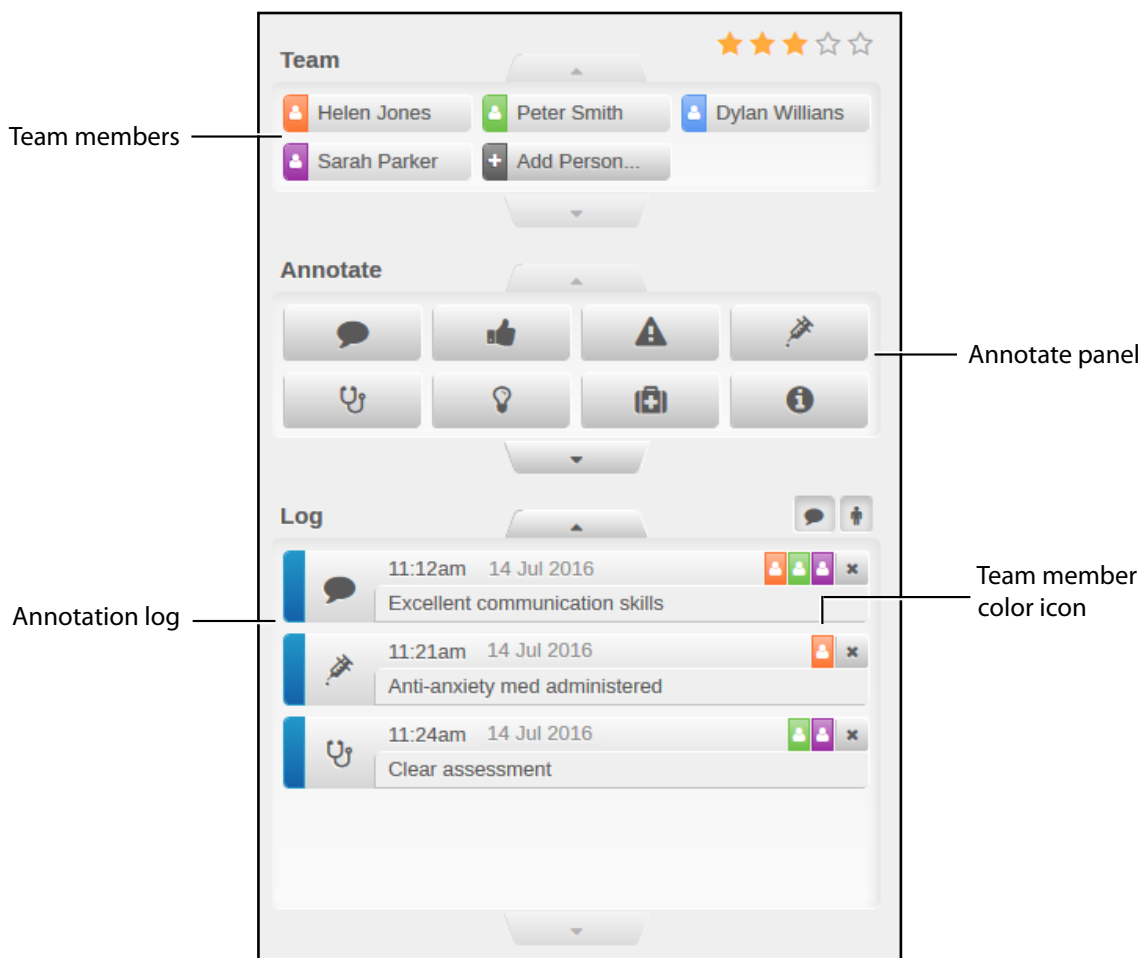 Team
Team members
Helen Jones
Peter Smith
Dylan Willians
Sarah Parker
Add Person...
Annotate
Annotate panel
Log
Annotation log
11:12am 14 Jul 2016
Excellent communication skills
Team member
color icon
11:21am 14 Jul 2016
Anti-anxiety med administered
11:24am 14 Jul 2016
Clear assessment